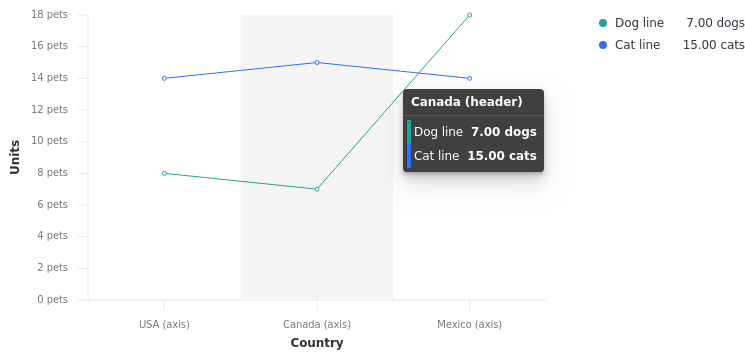 18 pets
16 pets
14 pets
12 pets
10 pets
8 pets
6 pets
4 pets
2 pets
0 pets
Units
USA (axis)
Canada (axis)
Mexico (axis)
Country
Canada (header)
Dog line 7.00 dogs
Cat line 15.00 cats
Dog line 7.00 dogs
Cat line 15.00 cats